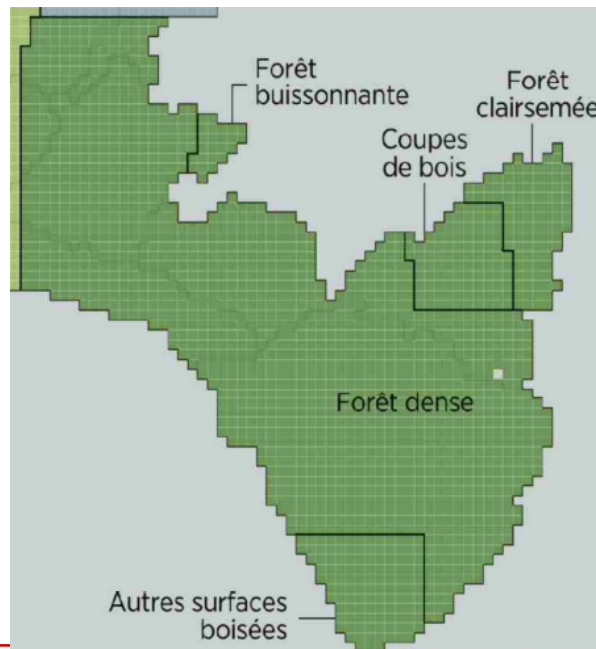 Forêt
buissonnante
Forêt
clairsemée
Coupes
de bois
Forêt dense
Autres surfaces
boisées